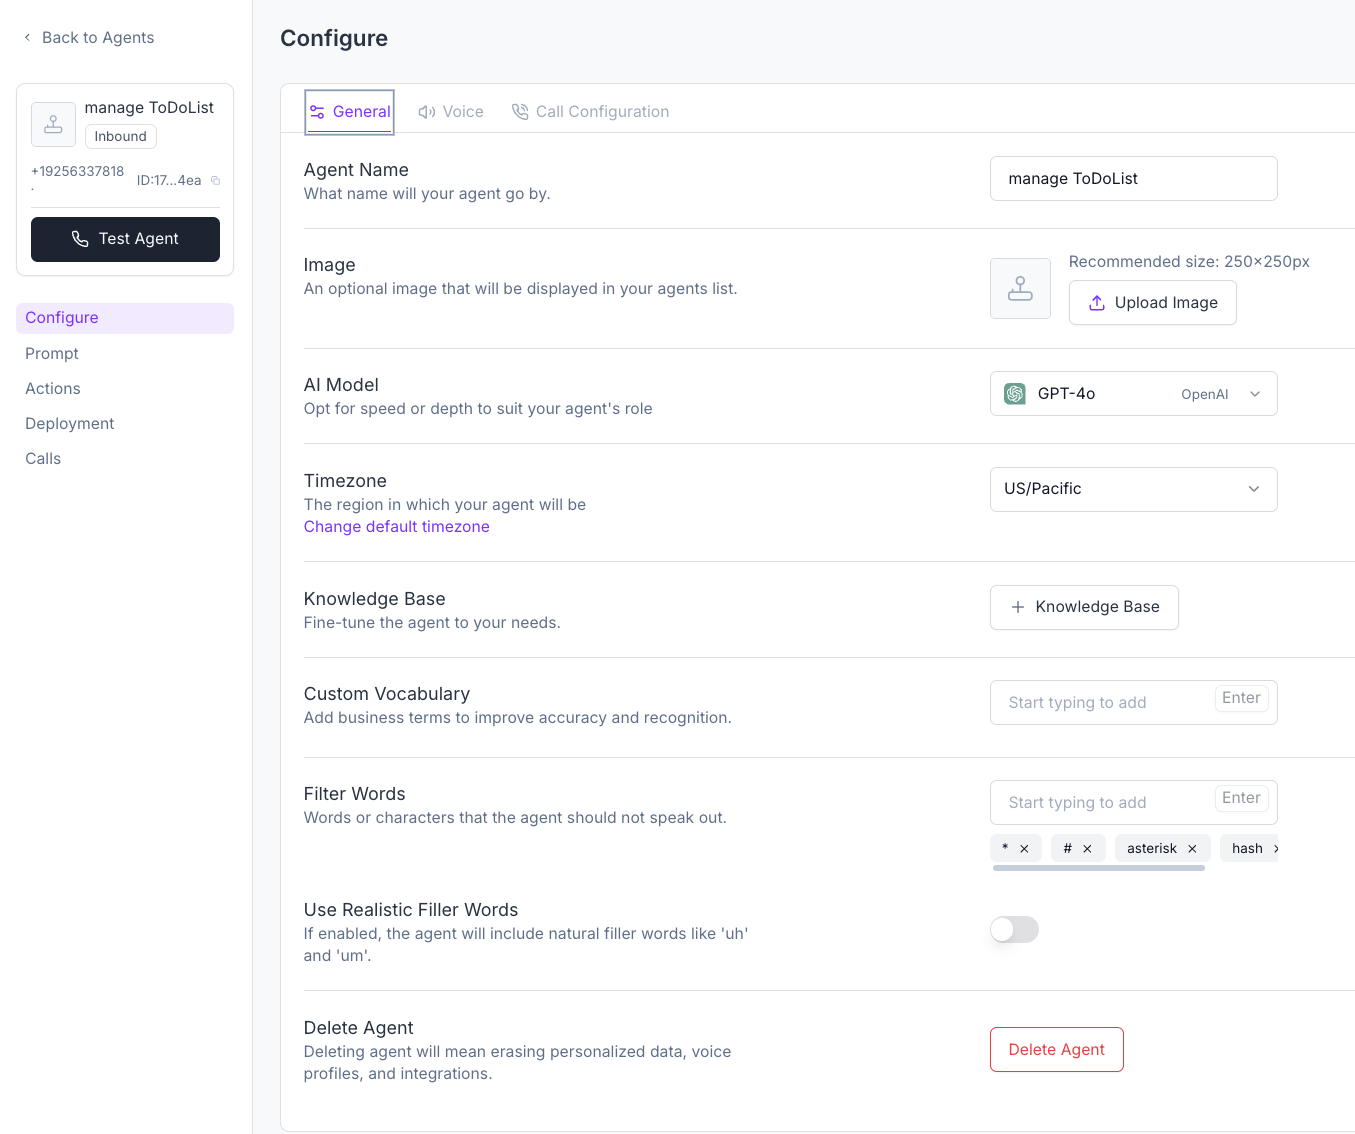 Back to Agents
manage ToDoList
Inbound
+19256337818
·
ID:17...4ea
Test Agent
Configure
Prompt
Actions
Deployment
Calls
Configure
General
Voice
Call Configuration
Agent Name
What name will your agent go by.
manage ToDoList
Image
An optional image that will be displayed in your agents list.
Recommended size: 250x250px
Upload Image
AI Model
Opt for speed or depth to suit your agent's role
GPT-4o
OpenAI
Timezone
The region in which your agent will be
Change default timezone
US/Pacific
Knowledge Base
Fine-tune the agent to your needs.
+ Knowledge Base
Custom Vocabulary
Add business terms to improve accuracy and recognition.
Start typing to add
Enter
Filter Words
Words or characters that the agent should not speak out.
Start typing to add
Enter
* ×
# ×
asterisk ×
hash ×
Use Realistic Filler Words
If enabled, the agent will include natural filler words like 'uh'
and 'um'.
Delete Agent
Deleting agent will mean erasing personalized data, voice
profiles, and integrations.
Delete Agent